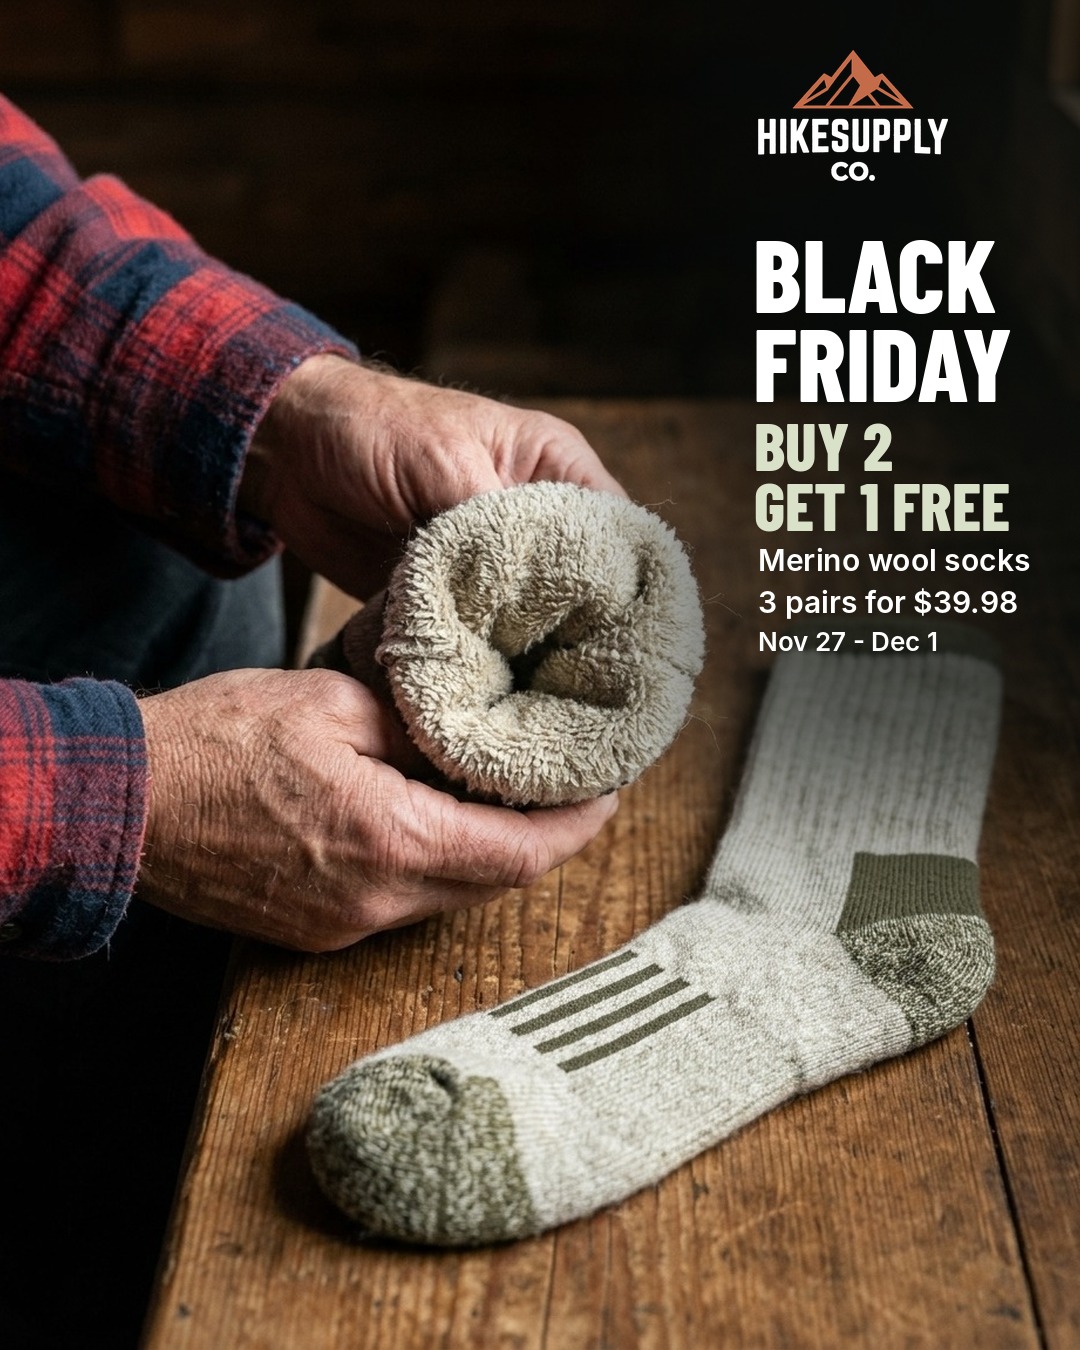 HIKESUPPLY
CO.
BLACK
FRIDAY
BUY 2
GET 1 FREE
Merino wool socks
3 pairs for $39.98
Nov 27 - Dec 1